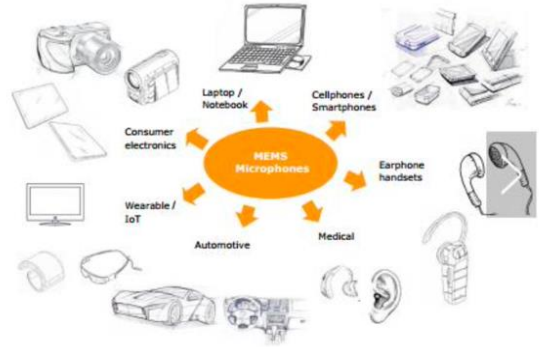 Laptop /
Notebook
Cellphones /
Smartphones
Consumer
electronics
MEMS
Microphones
Earphone
handsets
Wearable /
IoT
Automotive
Medical